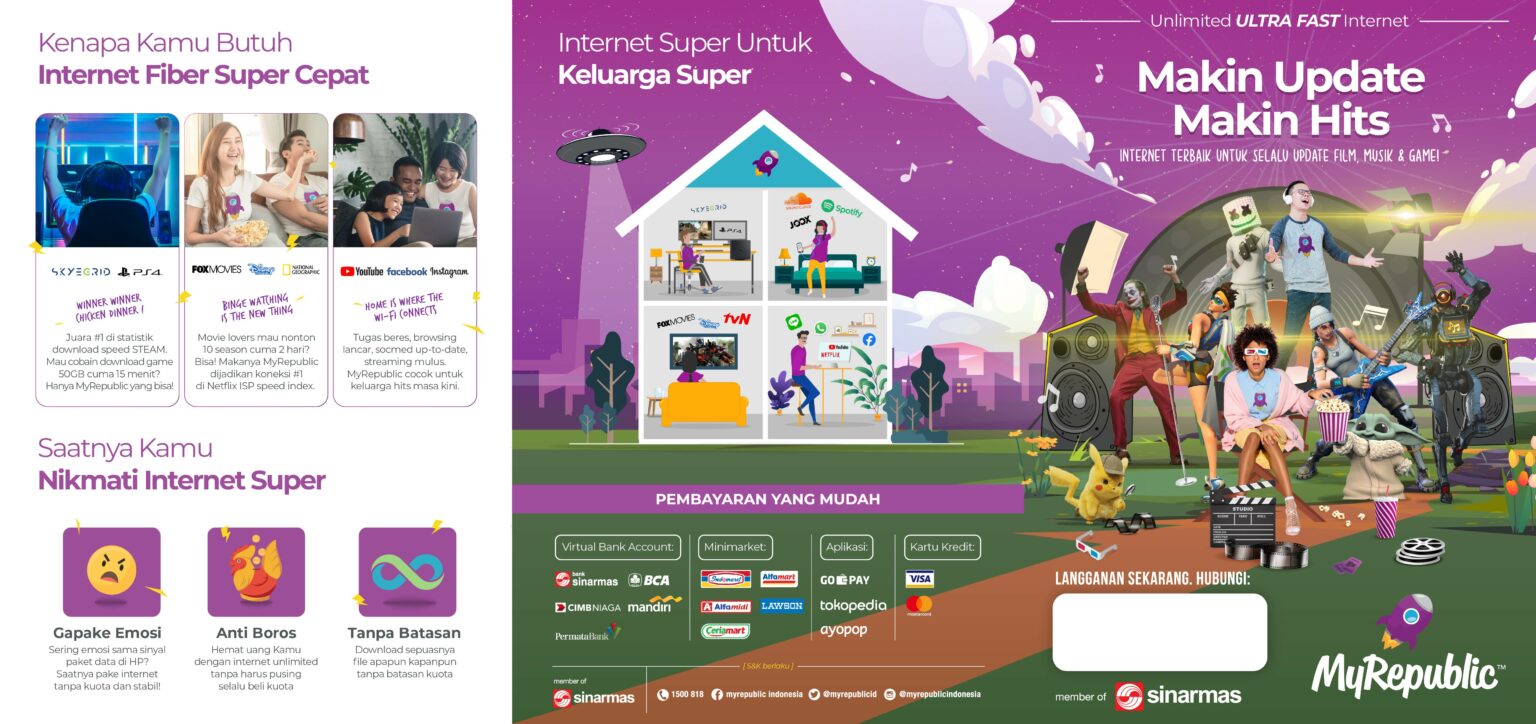 Kenapa Kamu Butuh
Internet Fiber Super Cepat
SKYEGRID PS4
WINNER WINNER
CHICKEN DINNER !
Juara #1 di statistik
download speed STEAM.
Mau cobain download game
50GB cuma 15 menit?
Hanya MyRepublic yang bisa!
FOX MOVIES Disney Channel NATIONAL GEOGRAPHIC
BINGE WATCHING
IS THE NEW THING
Movie lovers mau nonton
10 season cuma 2 hari?
Bisa! Makanya MyRepublic
dijadikan koneksi #1
di Netflix ISP speed index.
YouTube facebook Instagram
HOME IS WHERE THE
WI-FI CONNECTS
Tugas beres, browsing
lancar, socmed up-to-date,
streaming mulus.
MyRepublic cocok untuk
keluarga hits masa kini.
Saatnya Kamu
Nikmati Internet Super
Gapake Emosi
Sering emosi sama sinyal
paket data di HP?
Saatnya pake internet
tanpa kuota dan stabil!
Anti Boros
Hemat uang Kamu
dengan internet unlimited
tanpa harus pusing
selalu beli kuota
Tanpa Batasan
Download sepuasnya
file apapun kapanpun
tanpa batasan kuota
Internet Super Untuk
Keluarga Super
SKYEGRID
PS4
SOUNDCLOUD
JOOX
Spotify
FOX MOVIES
tvN
YouTube
NETFLIX
PEMBAYARAN YANG MUDAH
Virtual Bank Account:
bank sinarmas BCA
CIMB NIAGA mandiri
PermataBank
Minimarket:
Indomaret Alfamart
Alfamidi LAWSON
Ceriamart
Aplikasi:
GOPAY
tokopedia
ayopop
Kartu Kredit:
VISA
mastercard
[ S&K berlaku ]
member of
sinarmas
1500 818 myrepublic indonesia @myrepublicid @myrepublicindonesia
Unlimited ULTRA FAST Internet
Makin Update
Makin Hits
INTERNET TERBAIK UNTUK SELALU UPDATE FILM, MUSIK & GAME!
STUDIO
SCENE TAKE ROLL
LANGGANAN SEKARANG. HUBUNGI:
member of sinarmas
MyRepublic™